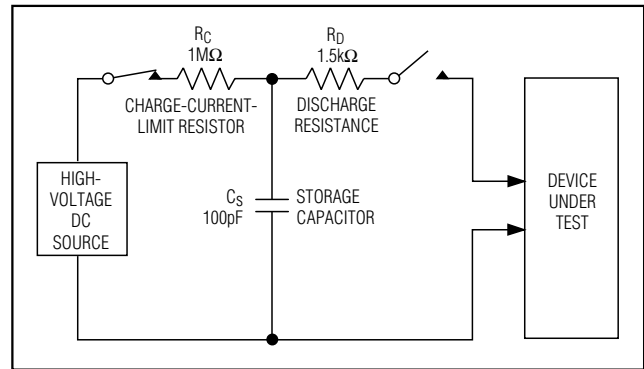 R_C
1MΩ
R_D
1.5kΩ
CHARGE-CURRENT-
LIMIT RESISTOR
DISCHARGE
RESISTANCE
HIGH-
VOLTAGE
DC
SOURCE
C_S
100pF
STORAGE
CAPACITOR
DEVICE
UNDER
TEST